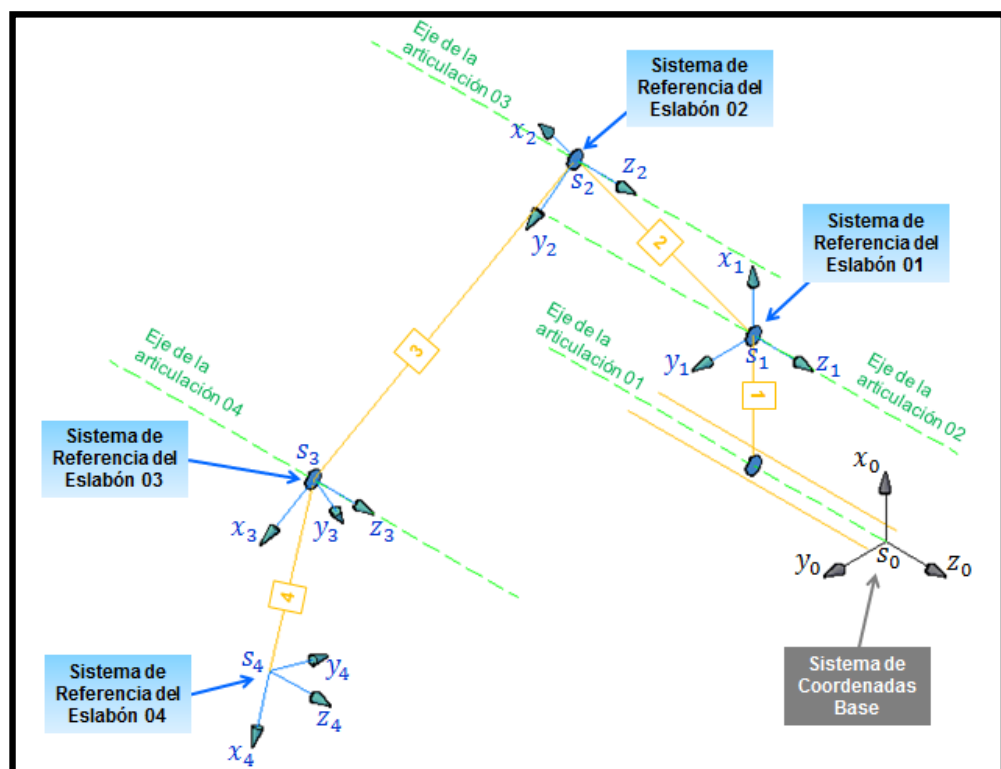 Eje de la
articulación 03
Sistema de
Referencia del
Eslabón 02
x₂
z₂
s₂
y₂
2
Sistema de
Referencia del
Eslabón 01
x₁
s₁
y₁
z₁
Eje de la
articulación 01
Eje de la
articulación 02
1
3
Eje de la
articulación 04
Sistema de
Referencia del
Eslabón 03
s₃
x₃
y₃
z₃
x₀
s₀
y₀
z₀
4
Sistema de
Referencia del
Eslabón 04
s₄
y₄
z₄
x₄
Sistema de
Coordenadas
Base